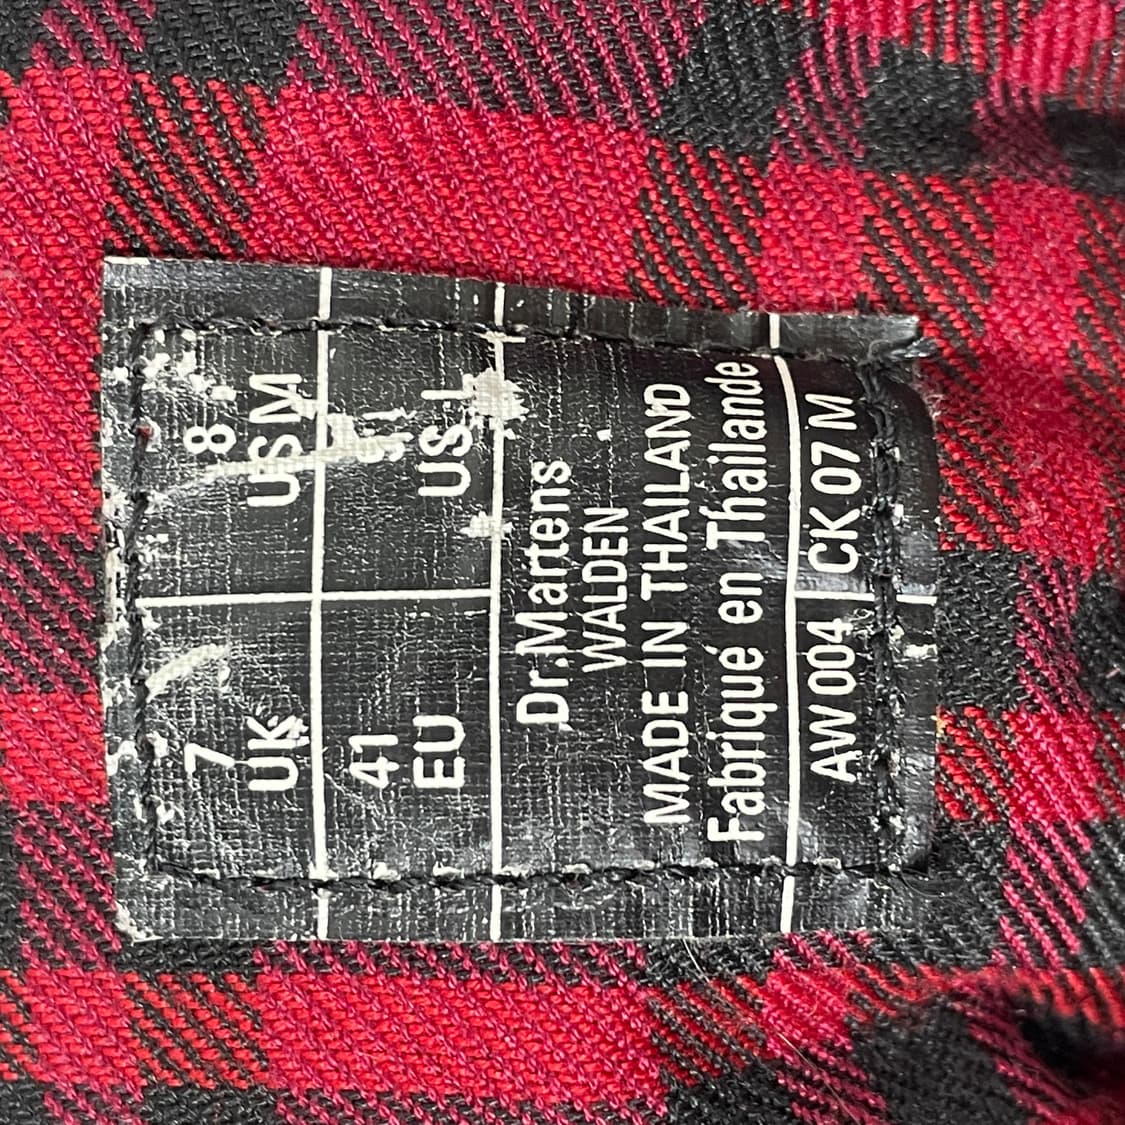 7 8
UK US M
41
EU US
Dr.Martens
WALDEN
MADE IN THAILAND
Fabriqué en Thailande
AW 004 CK 07 M